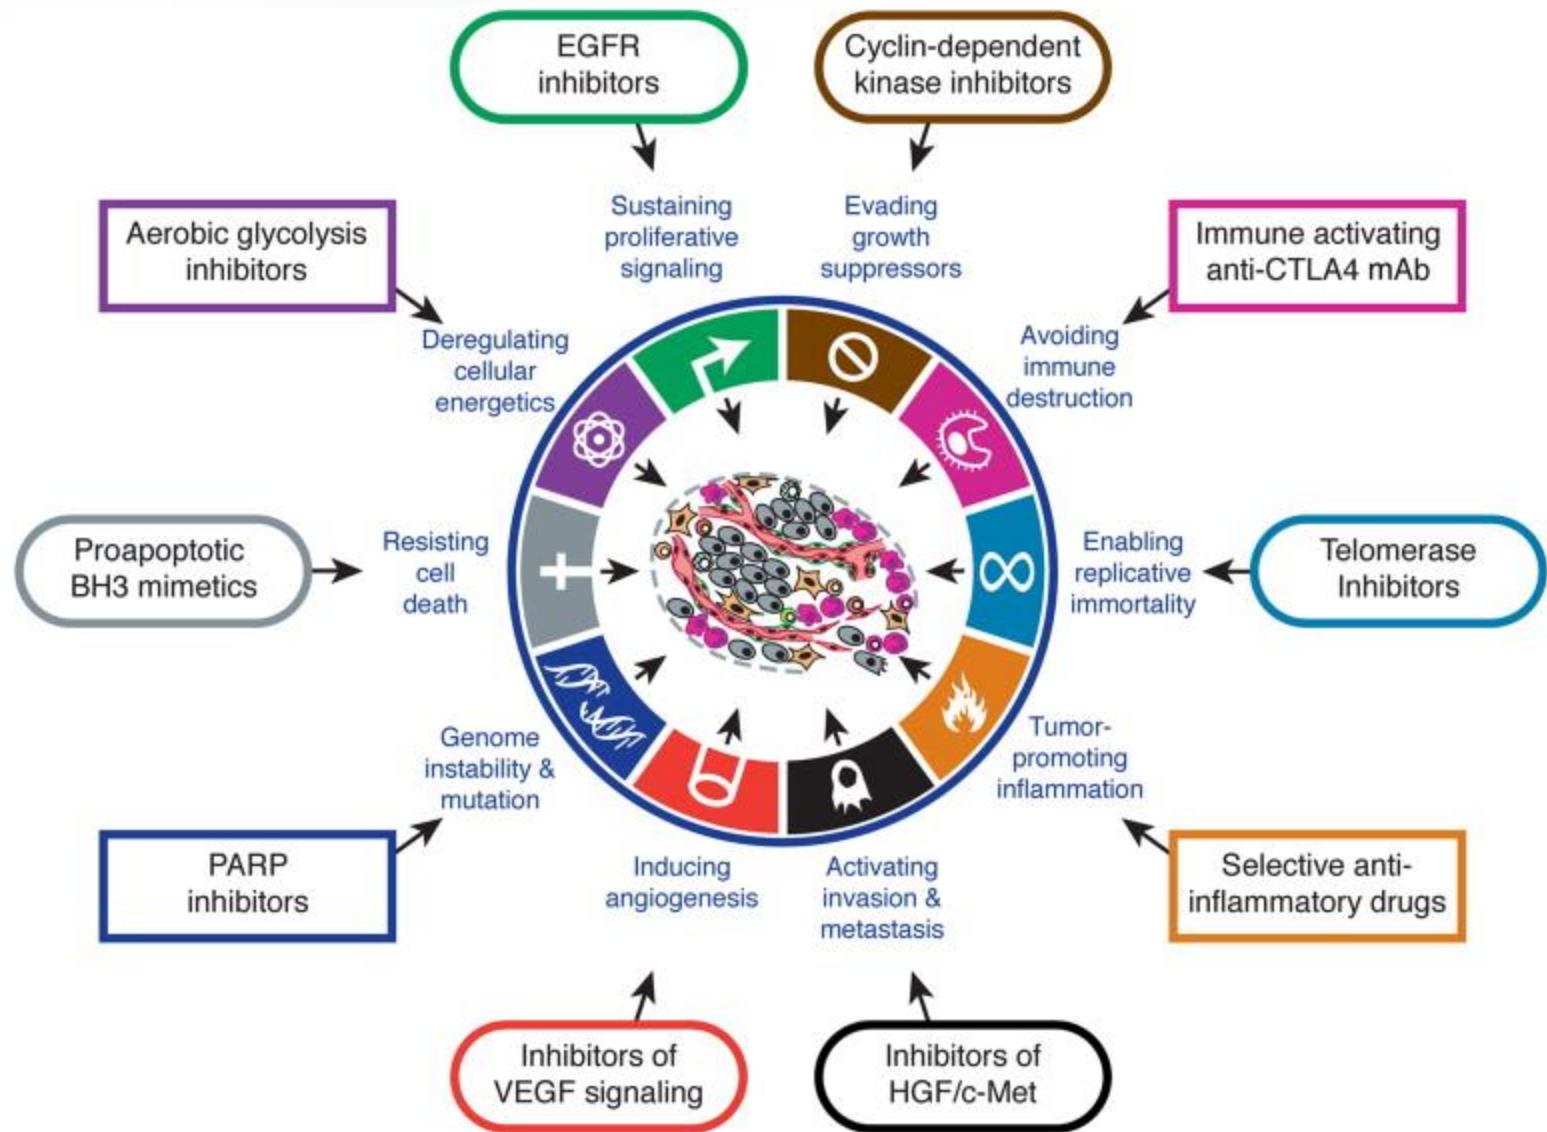 EGFR
inhibitors
Cyclin-dependent
kinase inhibitors
Sustaining
proliferative
signaling
Evading
growth
suppressors
Aerobic glycolysis
inhibitors
Immune activating
anti-CTLA4 mAb
Deregulating
cellular
energetics
Avoiding
immune
destruction
Proapoptotic
BH3 mimetics
Resisting
cell
death
Enabling
replicative
immortality
Telomerase
Inhibitors
Genome
instability &
mutation
Tumor-
promoting
inflammation
PARP
inhibitors
Inducing
angiogenesis
Activating
invasion &
metastasis
Selective anti-
inflammatory drugs
Inhibitors of
VEGF signaling
Inhibitors of
HGF/c-Met